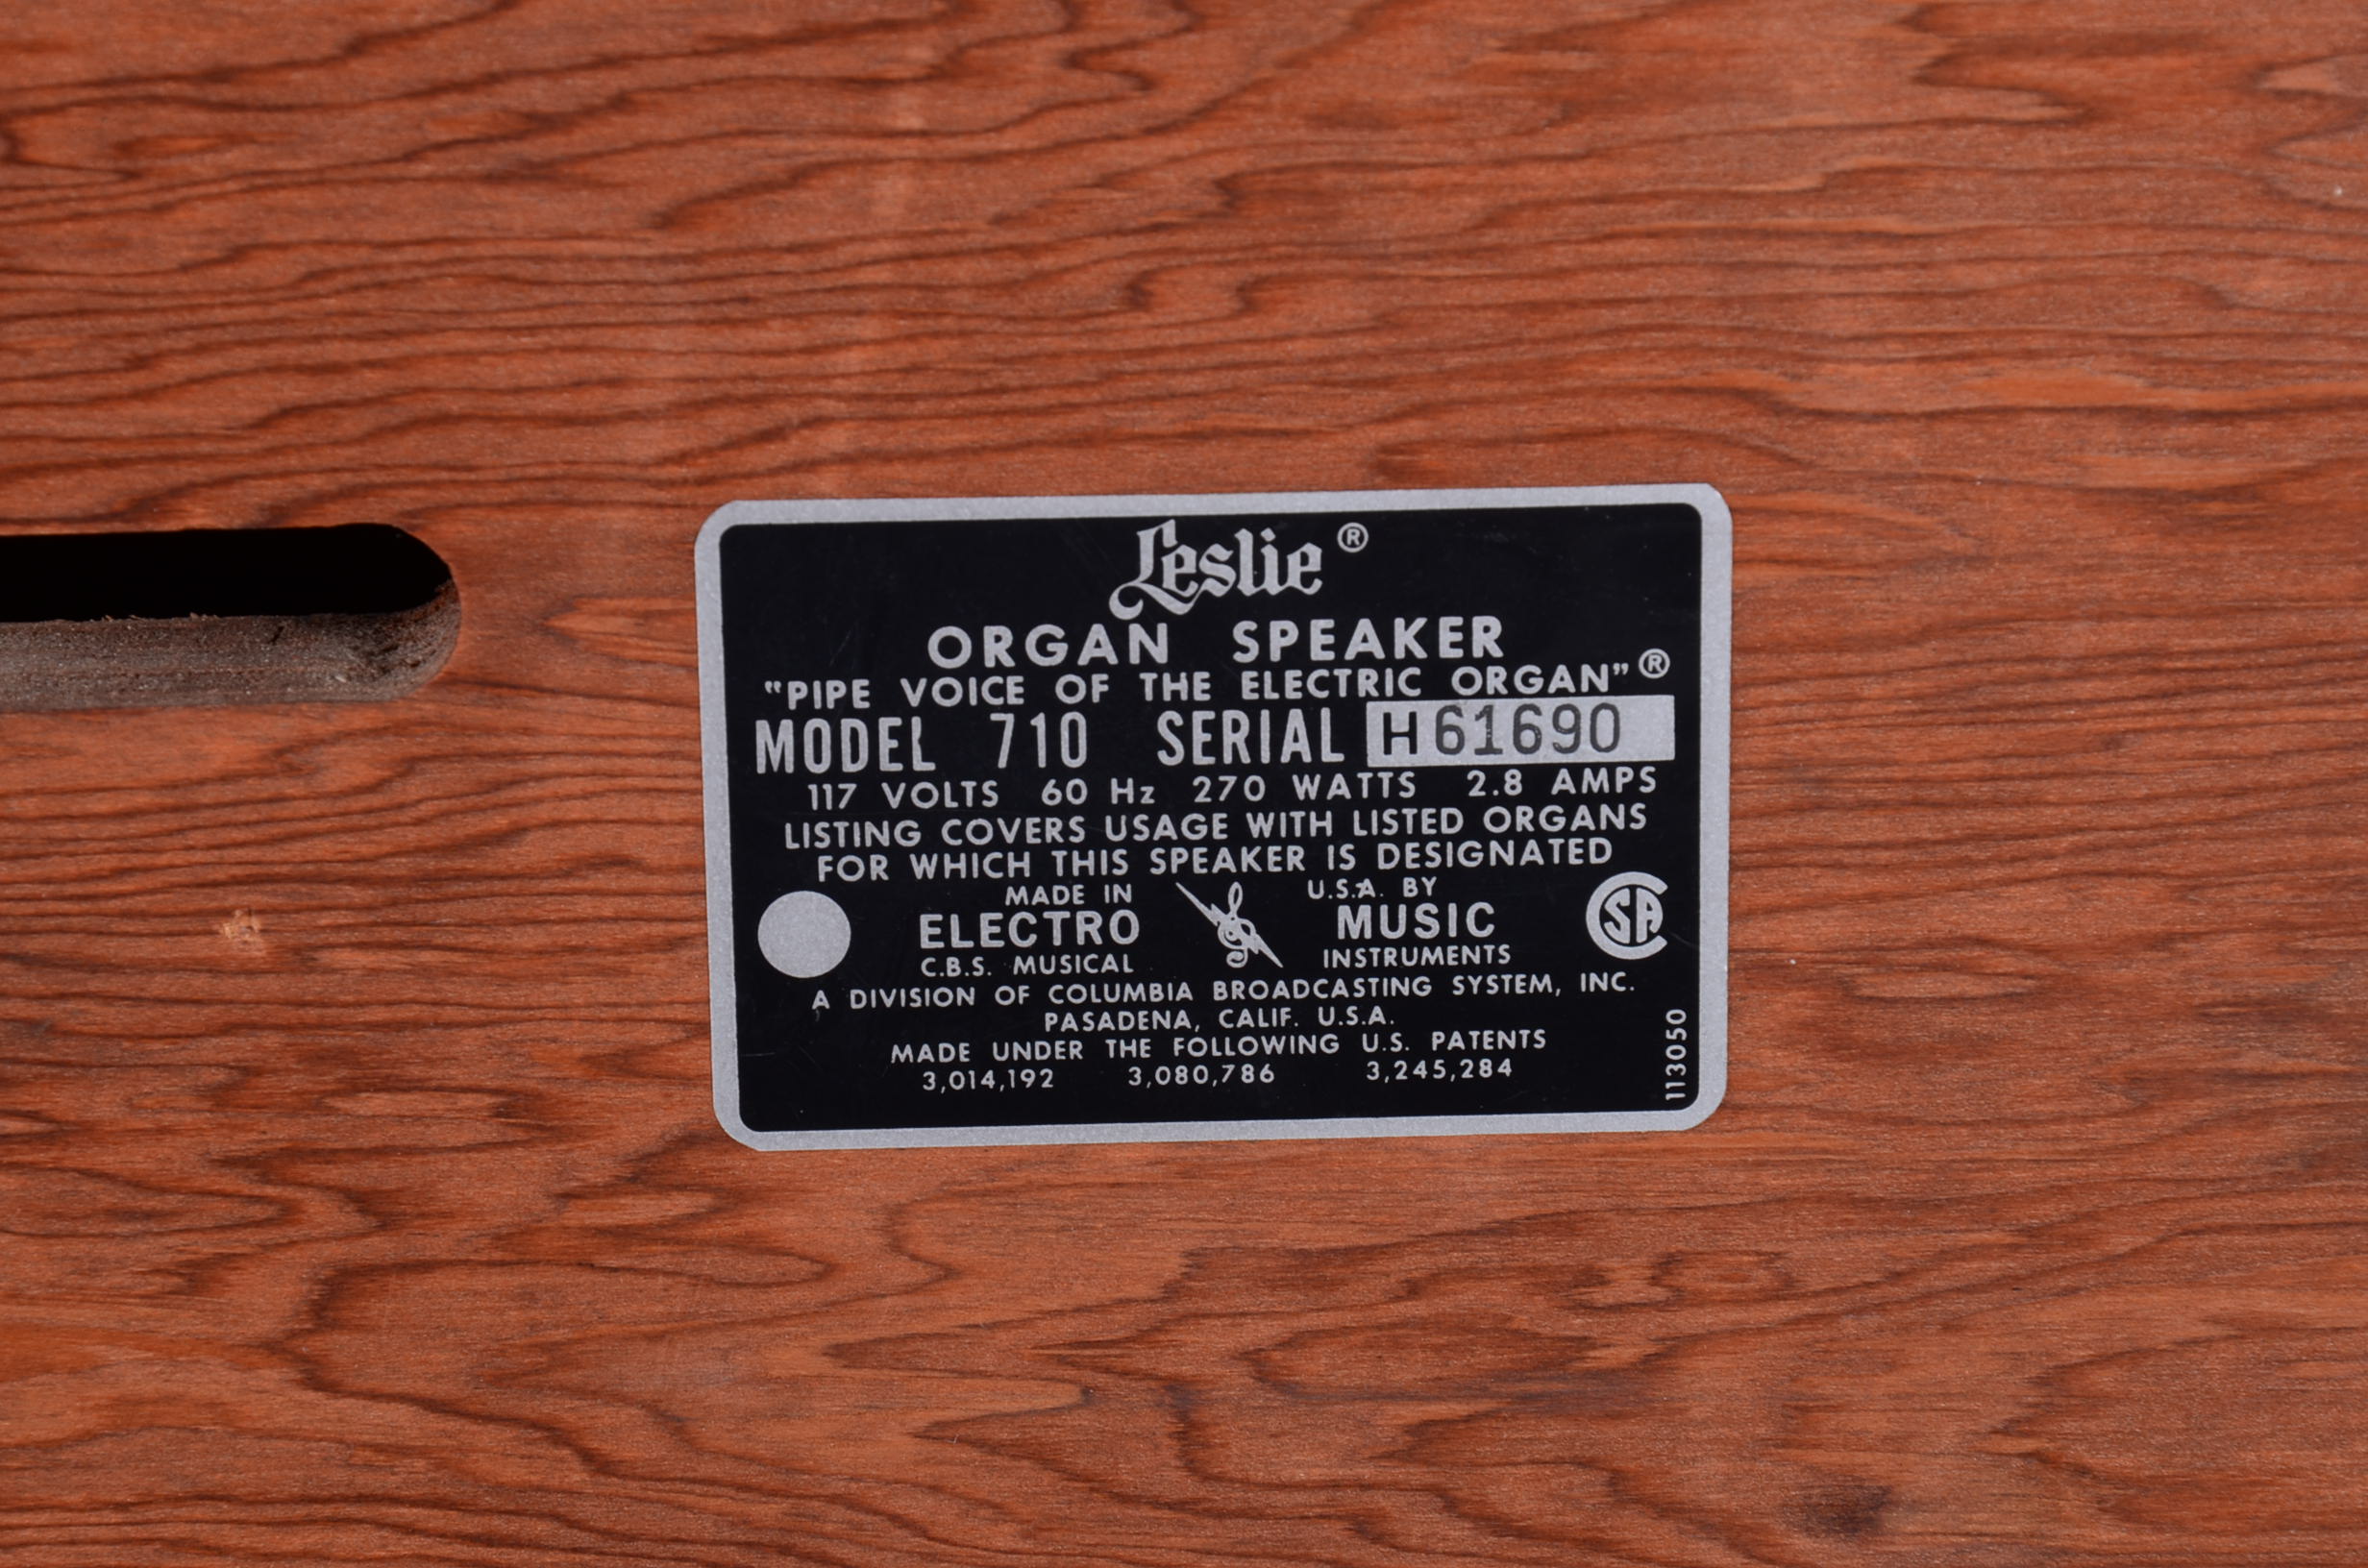 Leslie®
ORGAN SPEAKER
"PIPE VOICE OF THE ELECTRIC ORGAN"®
MODEL 710 SERIAL H61690
117 VOLTS 60 Hz 270 WATTS 2.8 AMPS
LISTING COVERS USAGE WITH LISTED ORGANS
FOR WHICH THIS SPEAKER IS DESIGNATED
MADE IN U.S.A. BY
ELECTRO MUSIC
C.B.S. MUSICAL INSTRUMENTS
SA
A DIVISION OF COLUMBIA BROADCASTING SYSTEM, INC.
PASADENA, CALIF. U.S.A.
MADE UNDER THE FOLLOWING U.S. PATENTS
3,014,192 3,080,786 3,245,284
113050